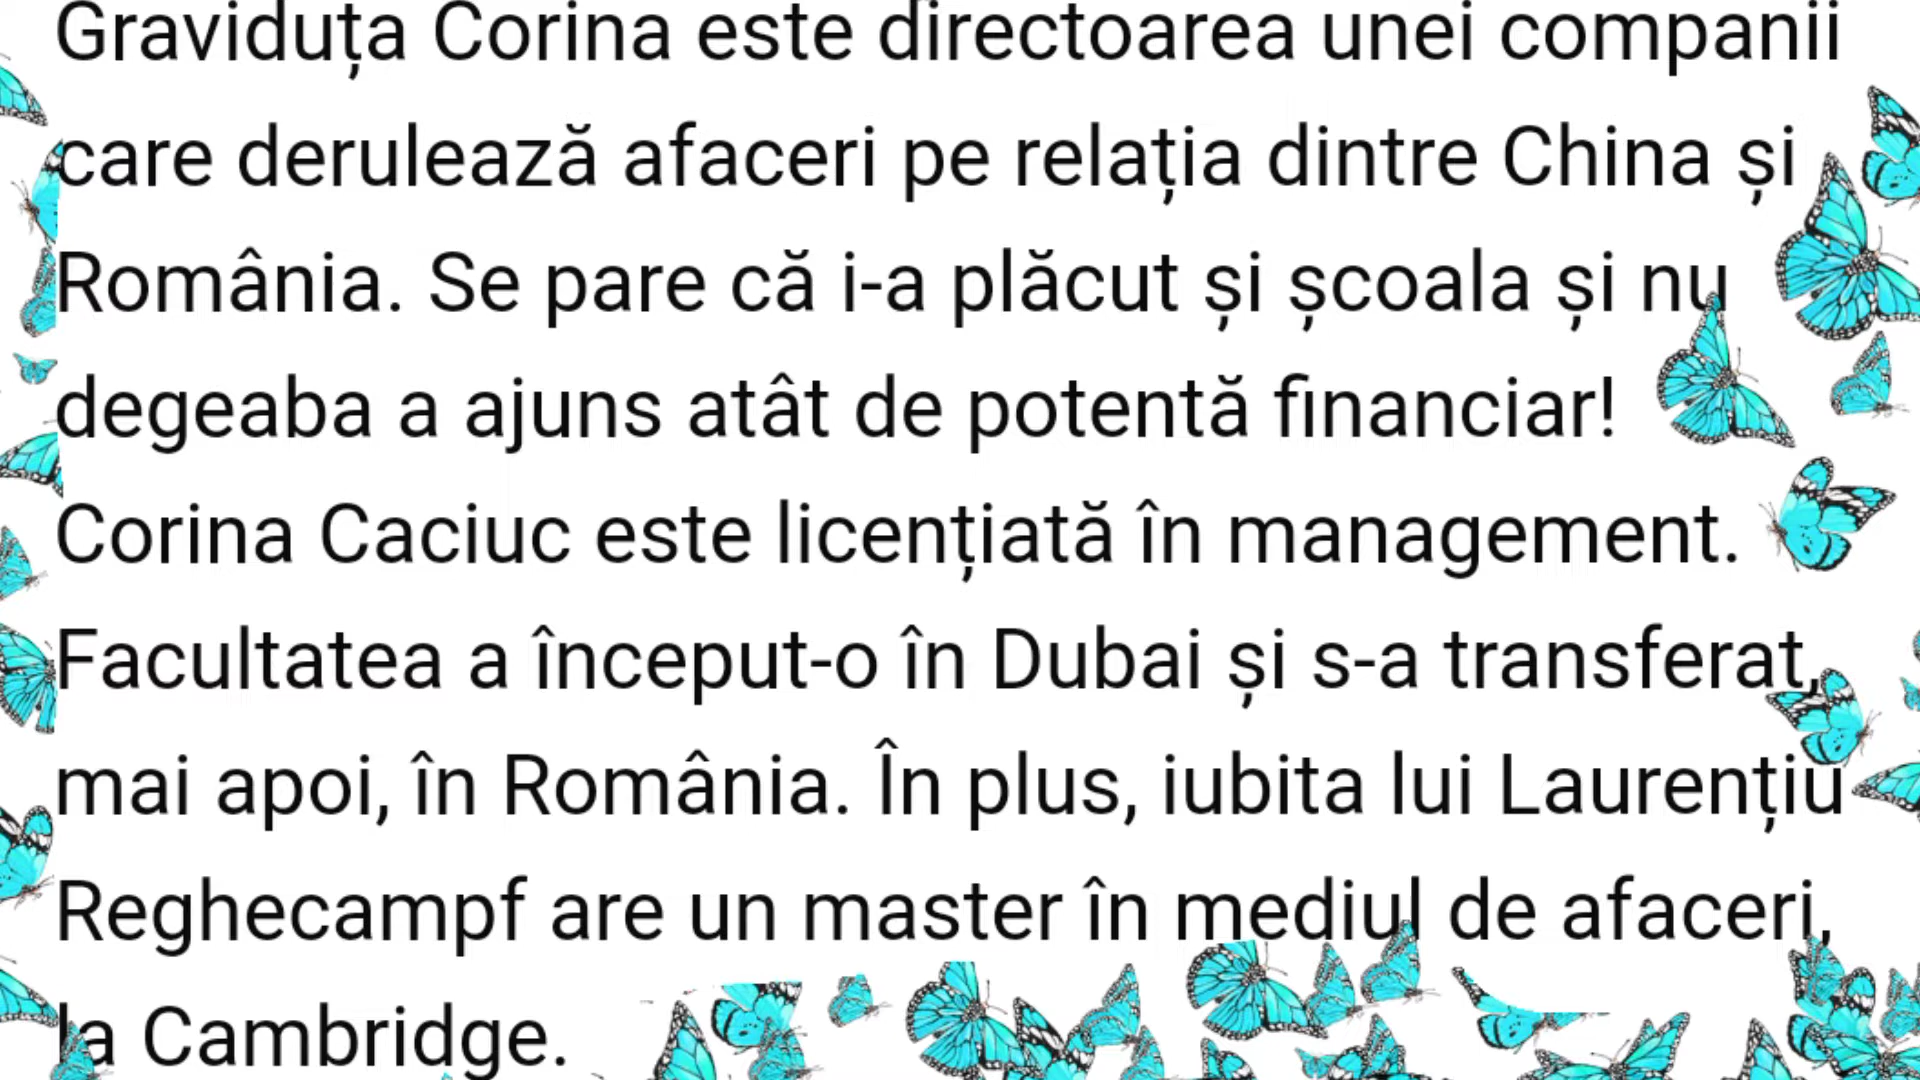 Graviduța Corina este directoarea unei companii
care derulează afaceri pe relația dintre China și
România. Se pare că i-a plăcut și școala și nu
degeaba a ajuns atât de potentă financiar!
Corina Caciuc este licențiată în management.
Facultatea a început-o în Dubai și s-a transferat,
mai apoi, în România. În plus, iubita lui Laurențiu
Reghecampf are un master în mediul de afaceri,
la Cambridge.